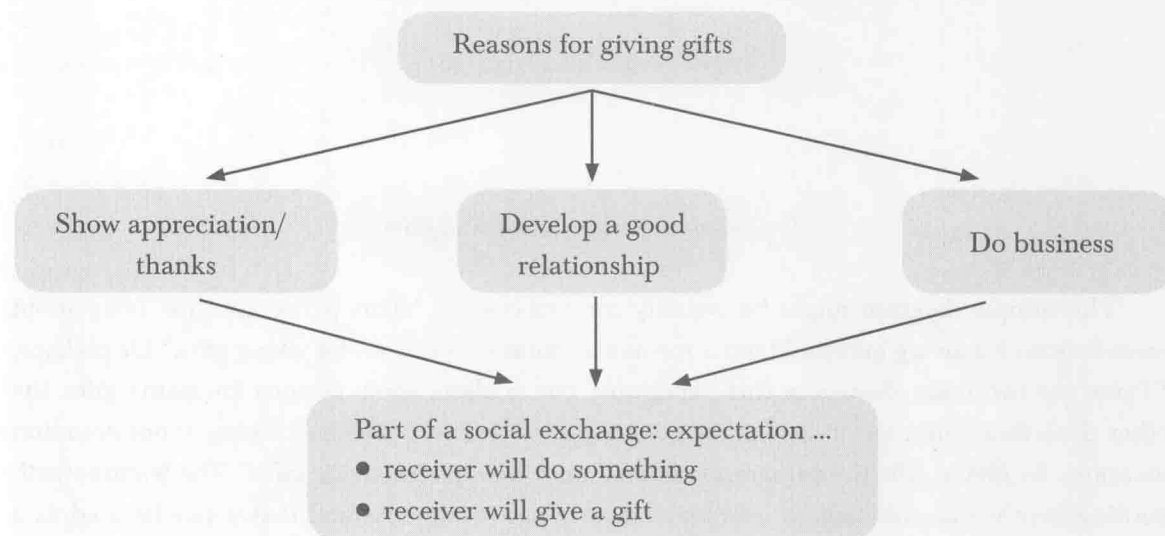 Reasons for giving gifts
Show appreciation/
thanks
Develop a good
relationship
Do business
Part of a social exchange: expectation ...
● receiver will do something
● receiver will give a gift